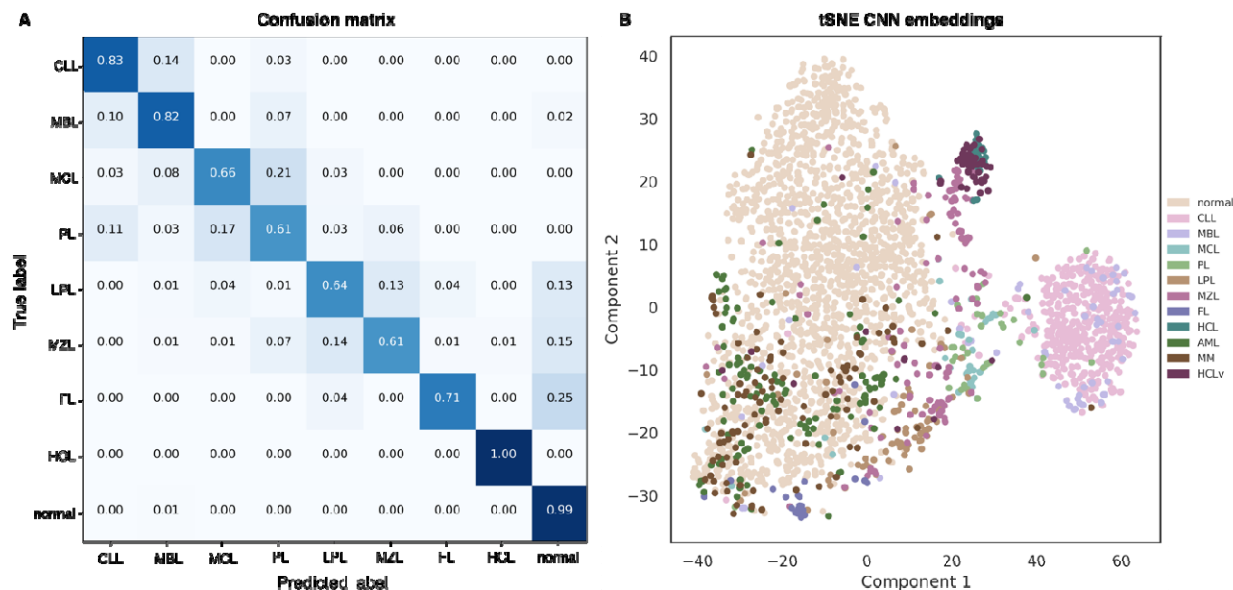 A
Confusion matrix
CLL 0.83 0.14 0.00 0.03 0.00 0.00 0.00 0.00 0.00
MBL 0.10 0.82 0.00 0.07 0.00 0.00 0.00 0.00 0.02
MCL 0.03 0.08 0.66 0.21 0.03 0.00 0.00 0.00 0.00
PL 0.11 0.03 0.17 0.61 0.03 0.06 0.00 0.00 0.00
LPL 0.00 0.01 0.04 0.01 0.64 0.13 0.04 0.00 0.13
MZL 0.00 0.01 0.01 0.07 0.14 0.61 0.01 0.01 0.15
FL 0.00 0.00 0.00 0.00 0.04 0.00 0.71 0.00 0.25
HCL 0.00 0.00 0.00 0.00 0.00 0.00 0.00 1.00 0.00
normal 0.00 0.01 0.00 0.00 0.00 0.00 0.00 0.00 0.99
CLL MBL MCL PL LPL MZL FL HCL normal
True label
Predicted label
B
tSNE CNN embeddings
40
30
20
10
0
−10
−20
−30
−40 −20 0 20 40 60
Component 2
Component 1
normal
CLL
MBL
MCL
PL
LPL
MZL
FL
HCL
AML
MM
HCLv